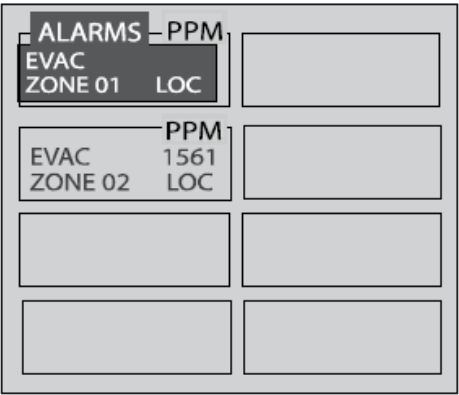 ALARMS PPM
EVAC
ZONE 01 LOC
PPM
EVAC 1561
ZONE 02 LOC